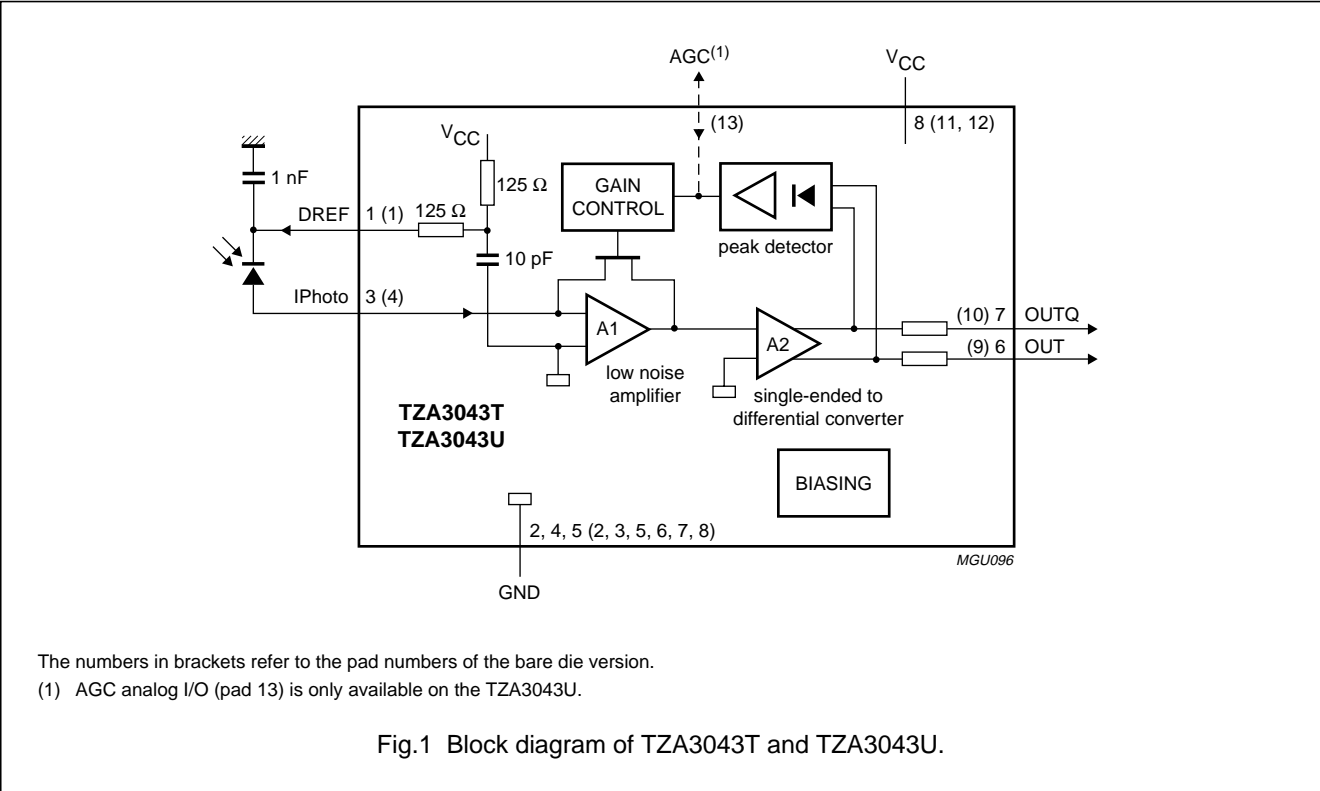 AGC(1)
VCC
(13)
8 (11, 12)
VCC
1 nF
125 Ω
GAIN
CONTROL
DREF
1 (1)
125 Ω
peak detector
10 pF
IPhoto
3 (4)
A1
A2
(10) 7
OUTQ
(9) 6
OUT
low noise
amplifier
single-ended to
differential converter
TZA3043T
TZA3043U
BIASING
2, 4, 5 (2, 3, 5, 6, 7, 8)
MGU096
GND
The numbers in brackets refer to the pad numbers of the bare die version.
(1) AGC analog I/O (pad 13) is only available on the TZA3043U.
Fig.1 Block diagram of TZA3043T and TZA3043U.